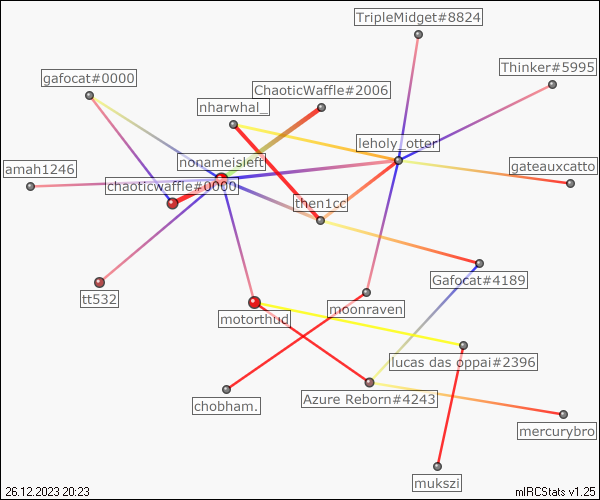 TripleMidget#8824
Thinker#5995
gafocat#0000
ChaoticWaffle#2006
nharwhal_
leholy_otter
nonameisleft
gateauxcatto
amah1246
chaoticwaffle#0000
then1cc
Gafocat#4189
tt532
moonraven
motorthud
lucas das oppai#2396
Azure Reborn#4243
chobham.
mercurybro
mukszi
26.12.2023 20:23
mIRCStats v1.25